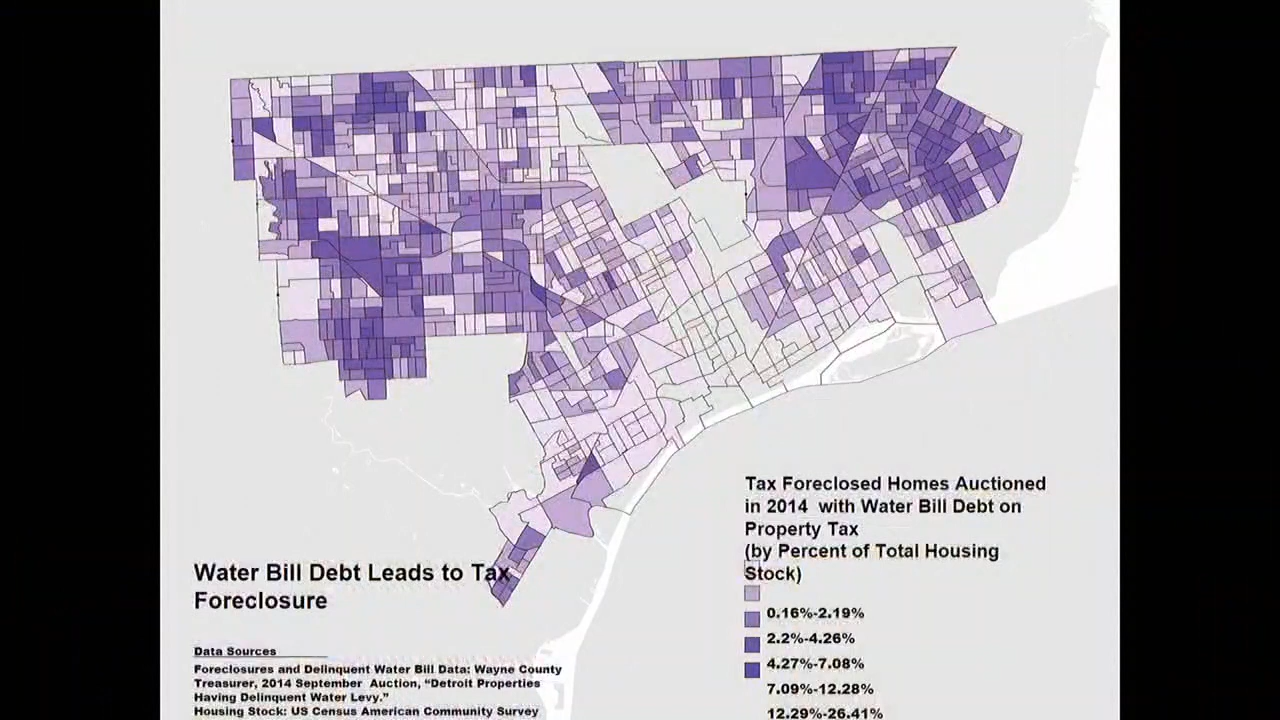 Tax Foreclosed Homes Auctioned
in 2014 with Water Bill Debt on
Property Tax
(by Percent of Total Housing
Stock)
0.16%-2.19%
2.2%-4.26%
4.27%-7.08%
7.09%-12.28%
12.29%-26.41%
Water Bill Debt Leads to Tax
Foreclosure
Data Sources
Foreclosures and Delinquent Water Bill Data: Wayne County
Treasurer, 2014 September Auction, “Detroit Properties
Having Delinquent Water Levy.”
Housing Stock: US Census American Community Survey